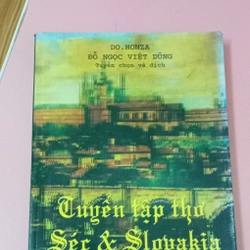 DO.HONZA
ĐỖ NGỌC VIỆT DŨNG
Tuyển chọn và dịch
Tuyển tập thơ
Séc & Slovakia